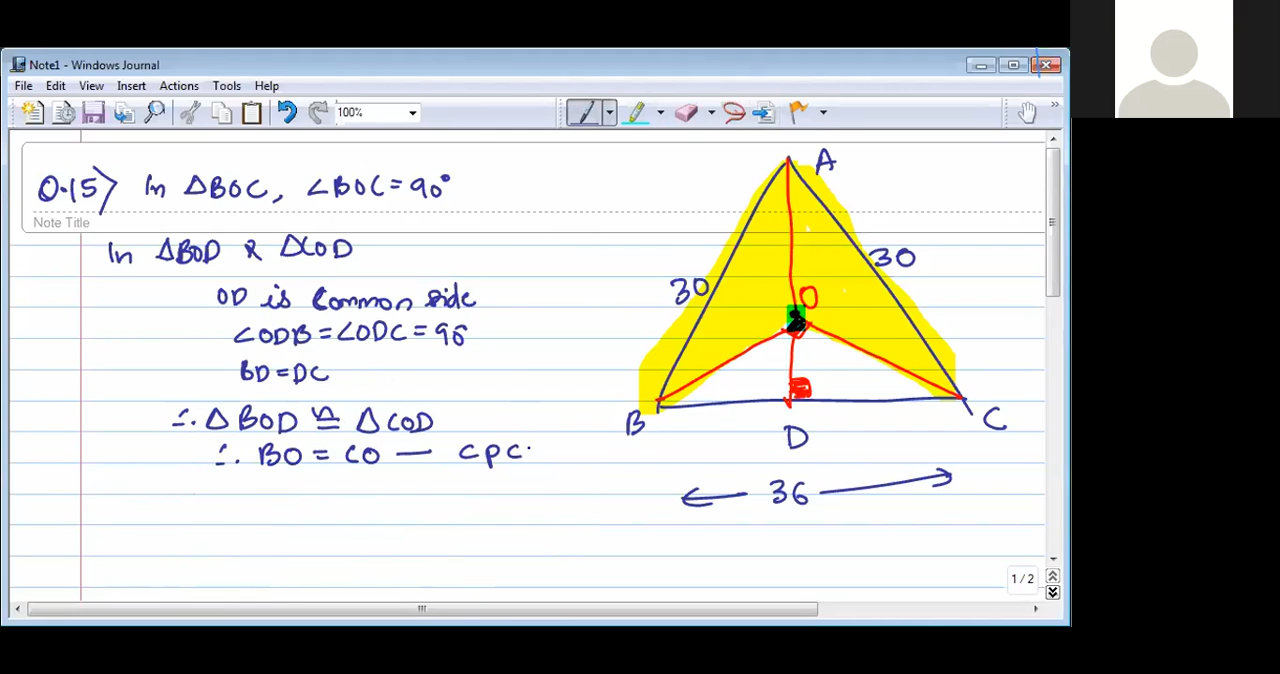 Note1 - Windows Journal
File Edit View Insert Actions Tools Help
100%
Q.15) In ΔBOC, ∠BOC = 90°
Note Title
In ΔBOD & ΔCOD
OD is Common side
∠ODB = ∠ODC = 90
BD = DC
∴ Δ BOD ≅ Δ COD
∴ BO = CO — CPC.
A
30
30
O
B
D
C
36
1 / 2